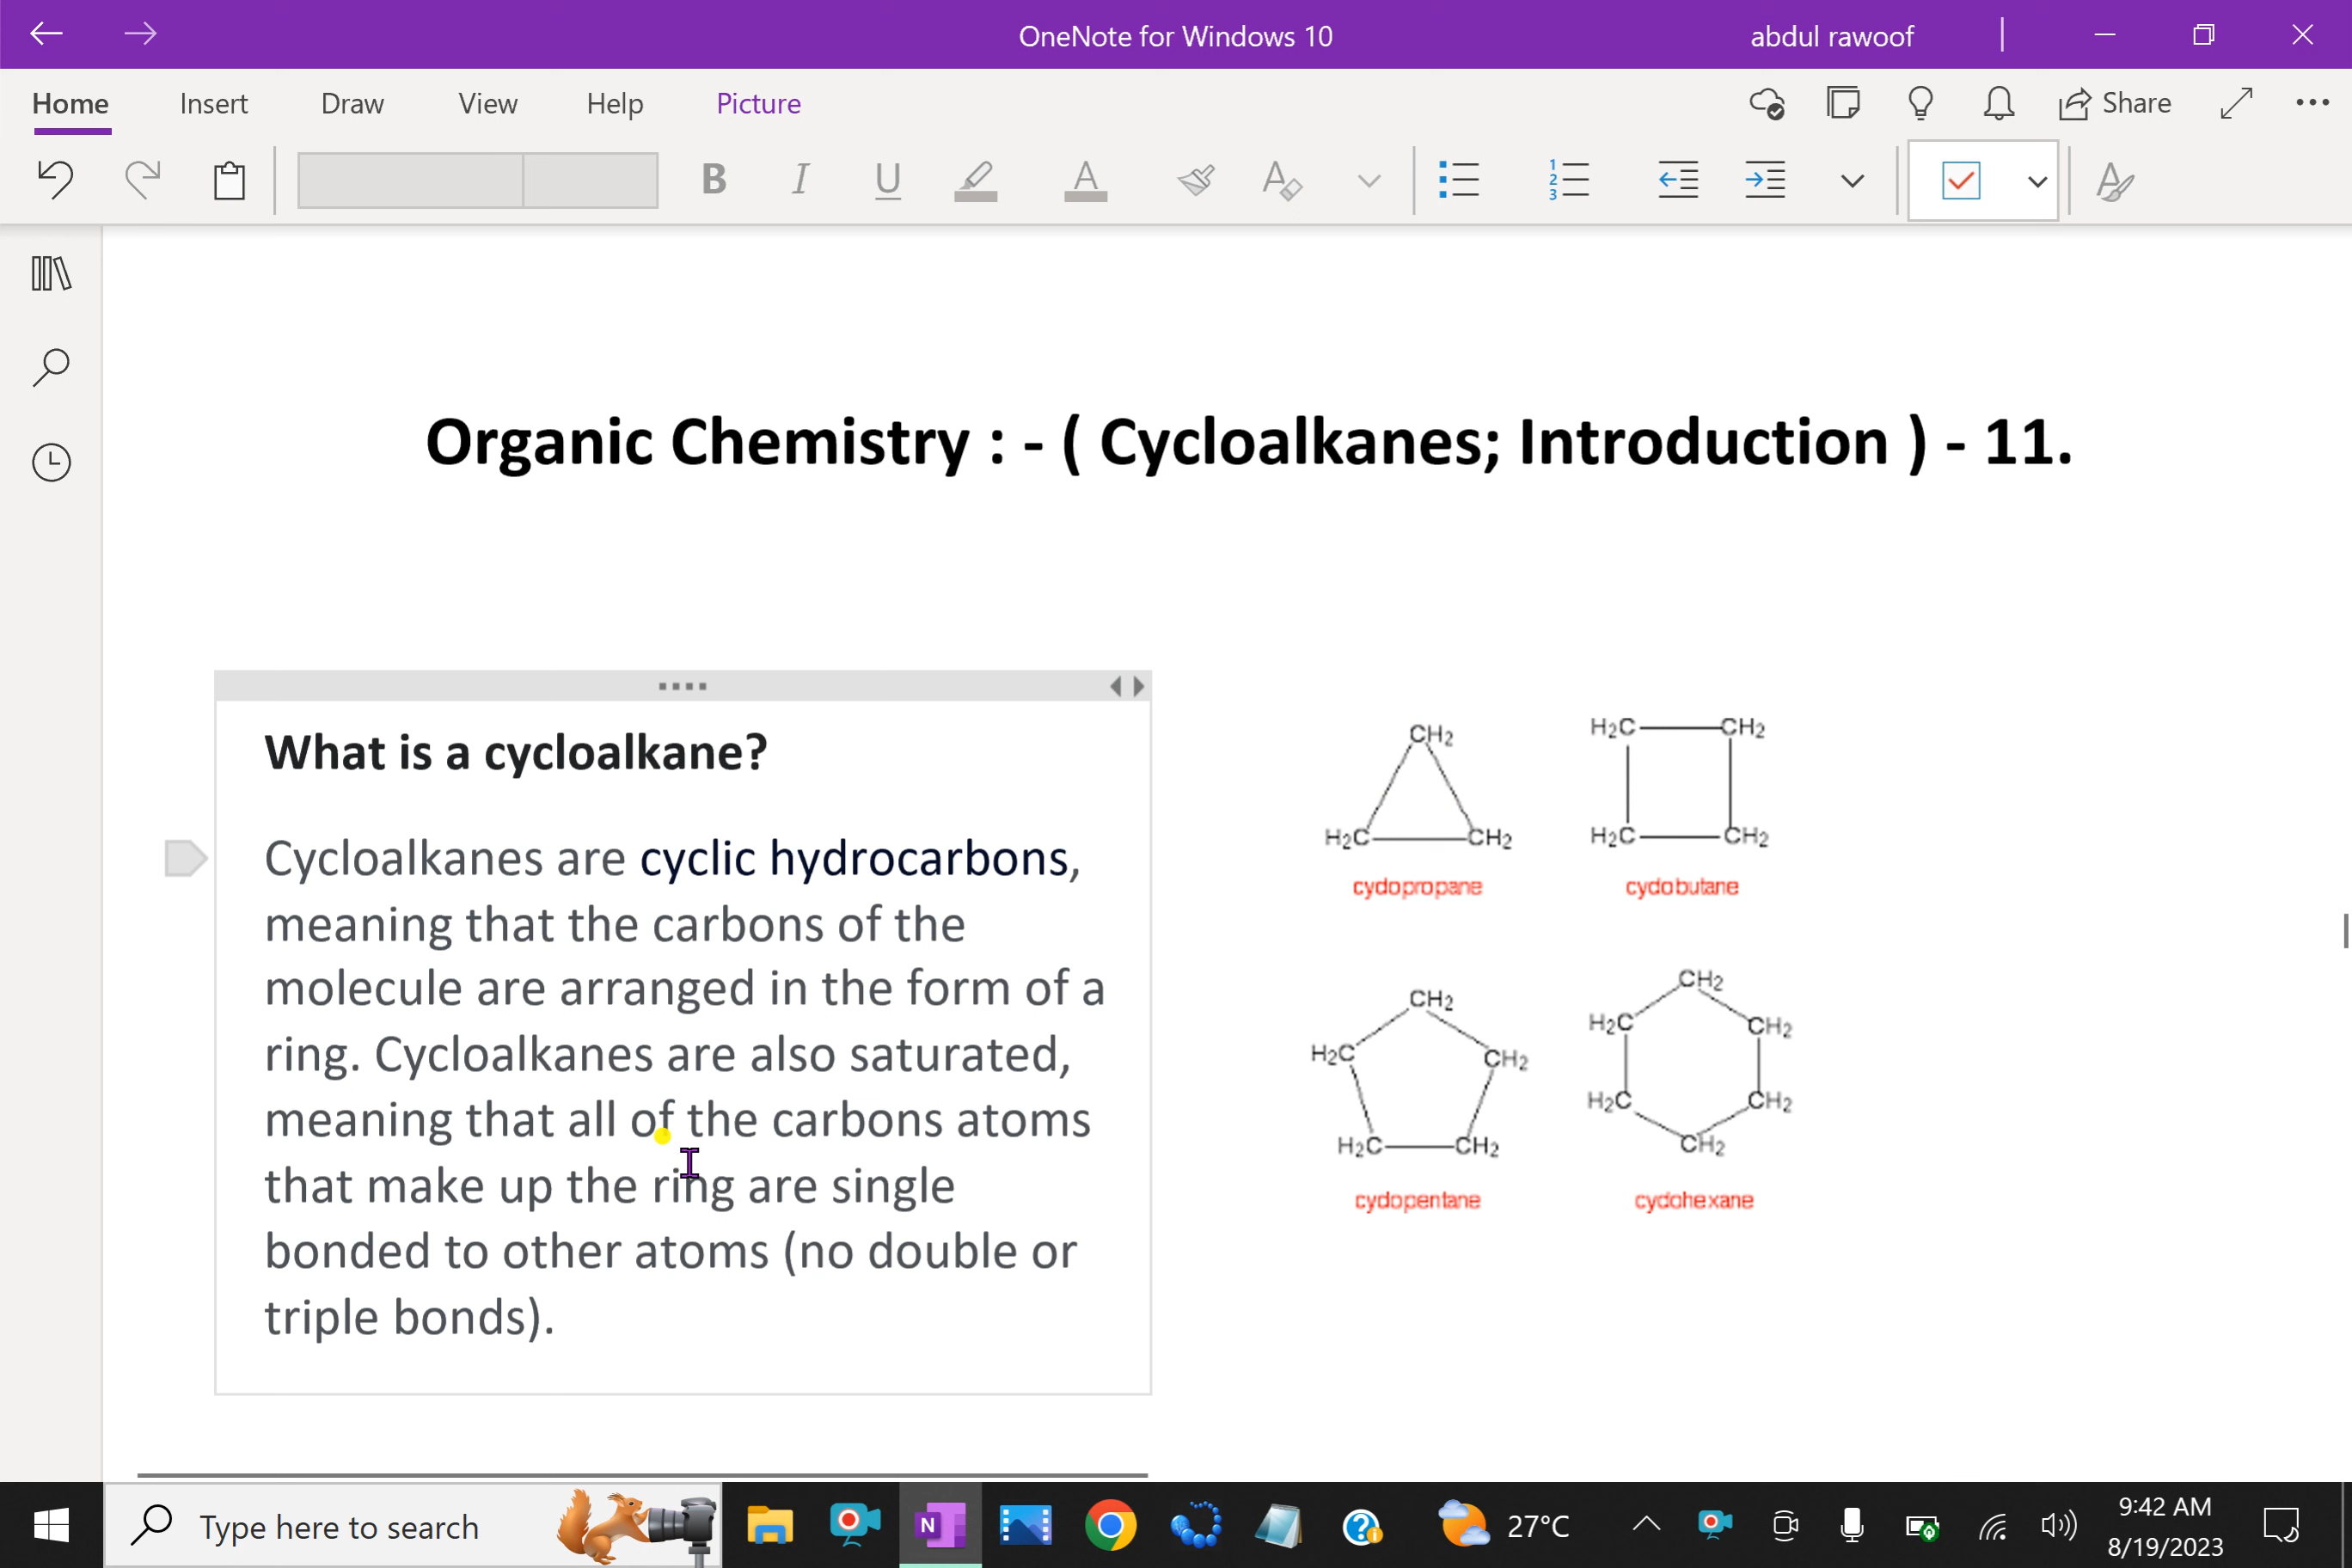 OneNote for Windows 10
abdul rawoof
Home Insert Draw View Help Picture
Share
B I U A A
Organic Chemistry : - ( Cycloalkanes; Introduction ) - 11.
What is a cycloalkane?
Cycloalkanes are cyclic hydrocarbons,
meaning that the carbons of the
molecule are arranged in the form of a
ring. Cycloalkanes are also saturated,
meaning that all of the carbons atoms
that make up the ring are single
bonded to other atoms (no double or
triple bonds).
CH2
H2C CH2
cyclopropane
H2C CH2
H2C CH2
cyclobutane
CH2
H2C CH2
H2C CH2
cyclopentane
CH2
H2C CH2
H2C CH2
CH2
cyclohexane
Type here to search
N
27°C
9:42 AM
8/19/2023